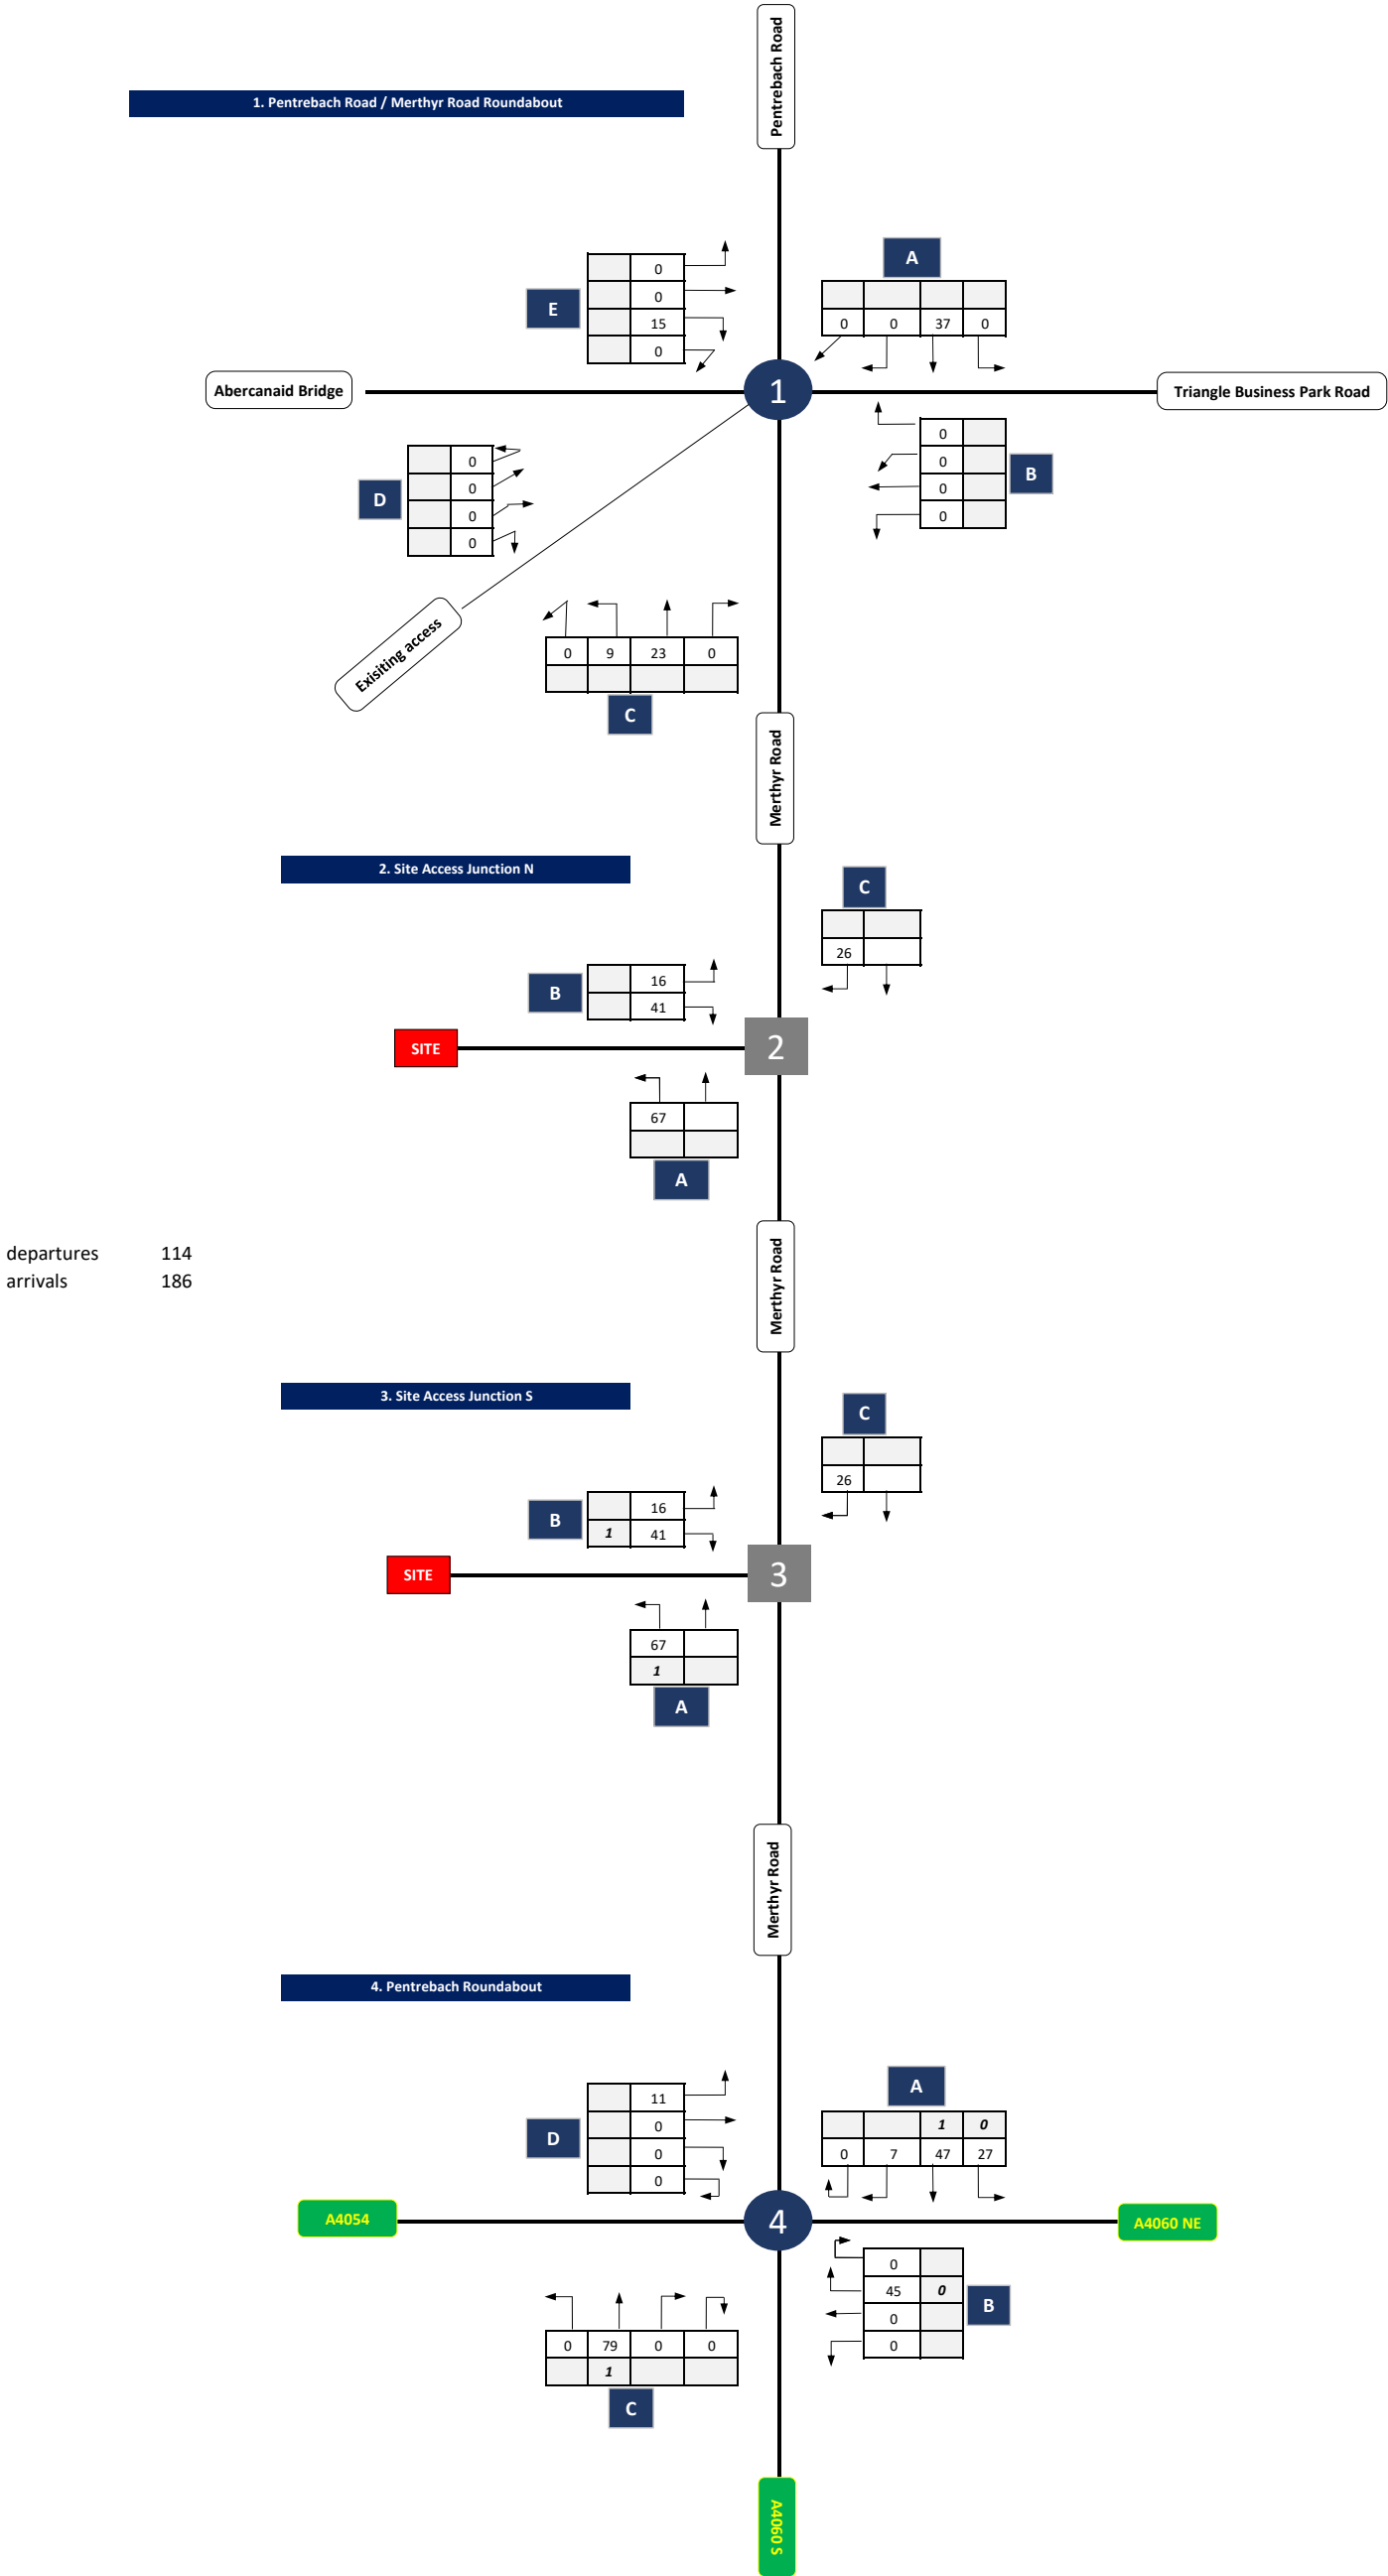 Pentrebach Road
1. Pentrebach Road / Merthyr Road Roundabout
A
0 0 37 0
E
0
0
15
0
1
Abercanaid Bridge
Triangle Business Park Road
B
0
0
0
0
D
0
0
0
0
Exisiting access
0 9 23 0
C
Merthyr Road
2. Site Access Junction N
C
26
B
16
41
SITE
2
67
A
Merthyr Road
departures 114
arrivals 186
3. Site Access Junction S
C
26
B
16
1 41
SITE
3
67
1
A
Merthyr Road
4. Pentrebach Roundabout
A
1 0
0 7 47 27
D
11
0
0
0
A4054
4
A4060 NE
0
45 0
0
0
B
0 79 0 0
1
C
A4060 S